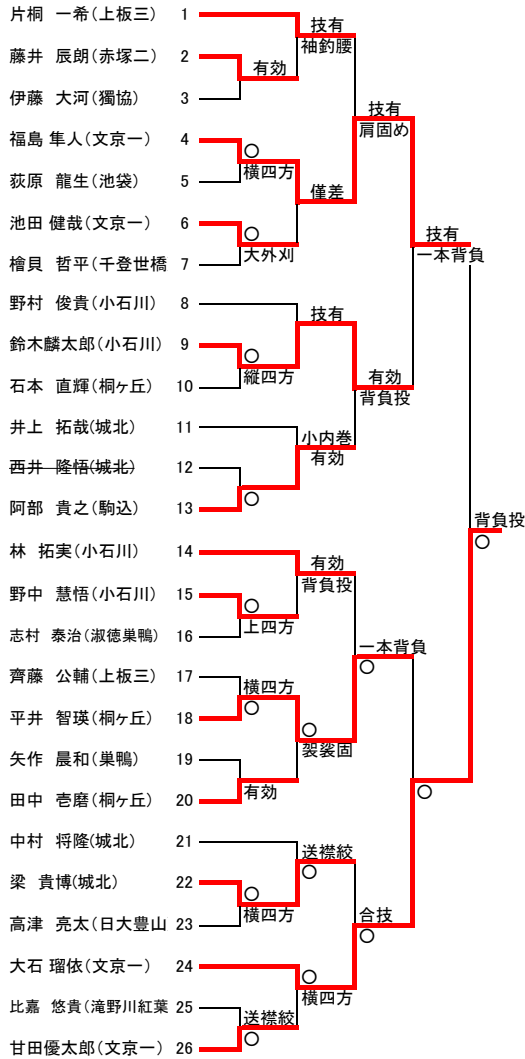 片桐 一希(上板三) 1
技有
袖釣腰
藤井 辰朗(赤塚二) 2
有効
伊藤 大河(獨協) 3
技有
肩固め
福島 隼人(文京一) 4
○
横四方
荻原 龍生(池袋) 5
僅差
池田 健哉(文京一) 6
○
大外刈
檜貝 哲平(千登世橋 7
技有
一本背負
野村 俊貴(小石川) 8
技有
鈴木麟太郎(小石川) 9
○
縦四方
石本 直輝(桐ヶ丘) 10
有効
背負投
井上 拓哉(城北) 11
小内巻
有効
西井 隆悟(城北) 12
○
阿部 貴之(駒込) 13
背負投
○
林 拓実(小石川) 14
有効
背負投
野中 慧悟(小石川) 15
○
上四方
志村 泰治(淑徳巣鴨) 16
一本背負
○
齊藤 公輔(上板三) 17
横四方
○
平井 智瑛(桐ヶ丘) 18
○
袈裟固
矢作 晨和(巣鴨) 19
有効
田中 壱磨(桐ヶ丘) 20
○
中村 将隆(城北) 21
送襟絞
○
梁 貴博(城北) 22
○
横四方
高津 亮太(日大豊山 23
合技
○
大石 瑠依(文京一) 24
○
横四方
比嘉 悠貴(滝野川紅葉 25
送襟絞
○
甘田優太郎(文京一) 26